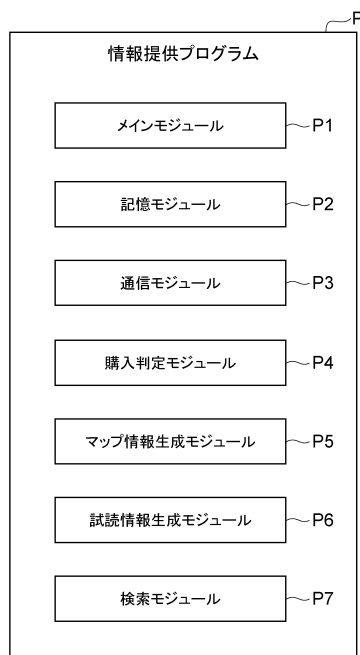 P
情報提供プログラム
メインモジュール P1
記憶モジュール P2
通信モジュール P3
購入判定モジュール P4
マップ情報生成モジュール P5
試読情報生成モジュール P6
検索モジュール P7